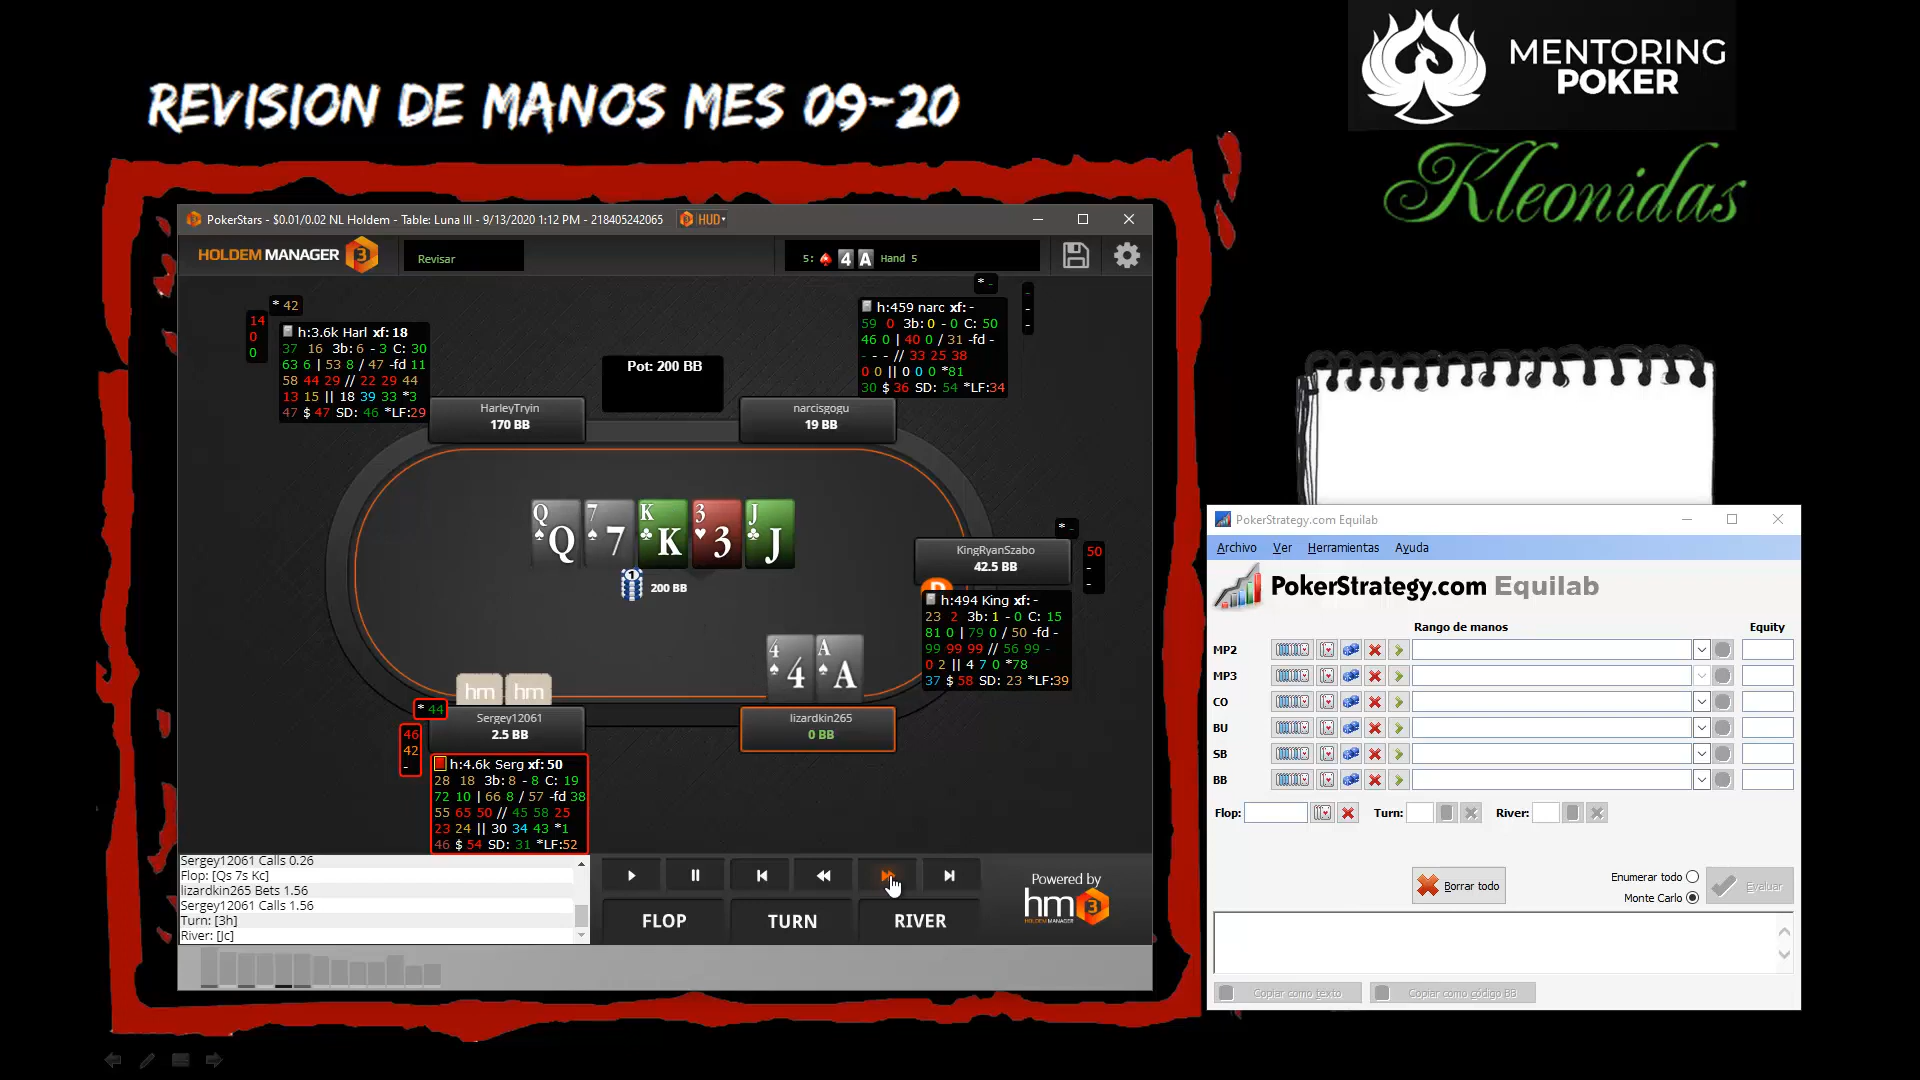 REVISION DE MANOS MES 09-20
MENTORING
POKER
Kleonidas
PokerStars - $0.01/0.02 NL Holdem - Table: Luna III - 9/13/2020 1:12 PM - 218405242065
HUD
HOLDEM MANAGER 3
Revisar
5: 4 A Hand 5
* 42
14
0
0
h:3.6k Harl xf: 18
37 16 3b: 6 - 3 C: 30
63 6 | 53 8 / 47 -fd 11
58 44 29 // 22 29 44
13 15 || 18 39 33 *3
47 $ 47 SD: 46 *LF:29
HarleyTryin
170 BB
Pot: 200 BB
* -
-
-
-
h:459 narc xf: -
59 0 3b: 0 - 0 C: 50
46 0 | 40 0 / 31 -fd -
- - - // 33 25 38
0 0 || 0 0 0 *81
30 $ 36 SD: 54 *LF:34
narcisgogu
19 BB
Q Q 7 7 K K 3 3 J J
200 BB
* -
50
-
-
KingRyanSzabo
42.5 BB
h:494 King xf: -
23 2 3b: 1 - 0 C: 15
81 0 | 79 0 / 50 -fd -
99 99 99 // 56 99 -
0 2 || 4 7 0 *78
37 $ 58 SD: 23 *LF:39
4 4 A A
lizardkin265
0 BB
hm hm
* 44
46
42
-
Sergey12061
2.5 BB
h:4.6k Serg xf: 50
28 18 3b: 8 - 8 C: 19
72 10 | 66 8 / 57 -fd 38
55 65 50 // 45 58 25
23 24 || 30 34 43 *1
46 $ 54 SD: 31 *LF:52
Sergey12061 Calls 0.26
Flop: [Qs 7s Kc]
lizardkin265 Bets 1.56
Sergey12061 Calls 1.56
Turn: [3h]
River: [Jc]
FLOP TURN RIVER
Powered by
hm 3
HOLDEM MANAGER
PokerStrategy.com Equilab
Archivo Ver Herramientas Ayuda
PokerStrategy.com Equilab
Rango de manos Equity
MP2
MP3
CO
BU
SB
BB
Flop: Turn: River:
Borrar todo
Enumerar todo
Monte Carlo
Evaluar
Copiar como texto Copiar como código BB